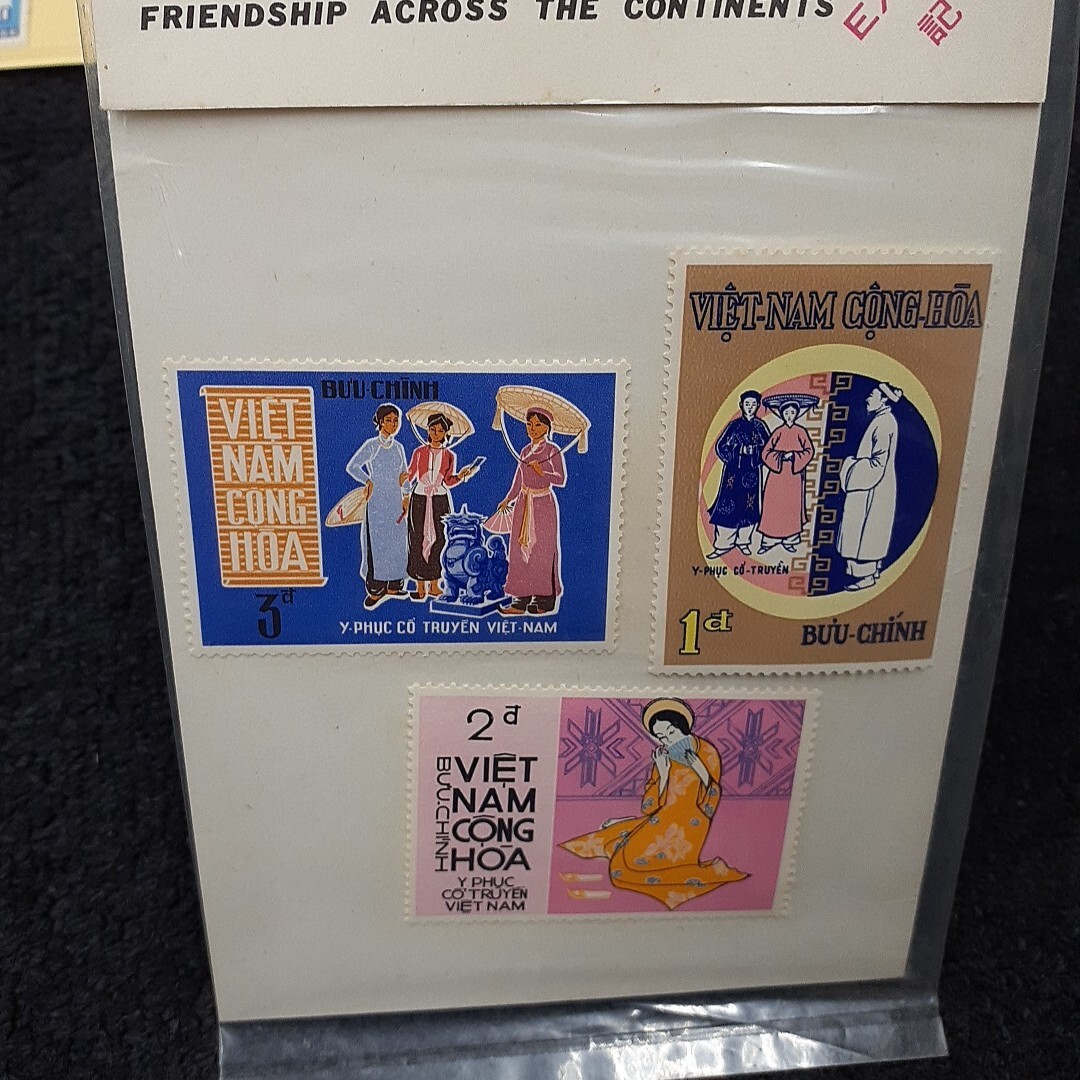 FRIENDSHIP ACROSS THE CONTINENTS
記
BƯU-CHÍNH
VIỆT
NAM
CỘNG
HÒA
3đ
Y-PHỤC CỔ TRUYỀN VIỆT-NAM
VIỆT-NAM CỘNG-HÒA
Y-PHỤC CỔ-TRUYỀN
1đ
BƯU-CHÍNH
2đ
BƯU.CHÍNH
VIỆT
NAM
CỘNG
HÒA
Y PHỤC
CỔ TRUYỀN
VIỆT NAM